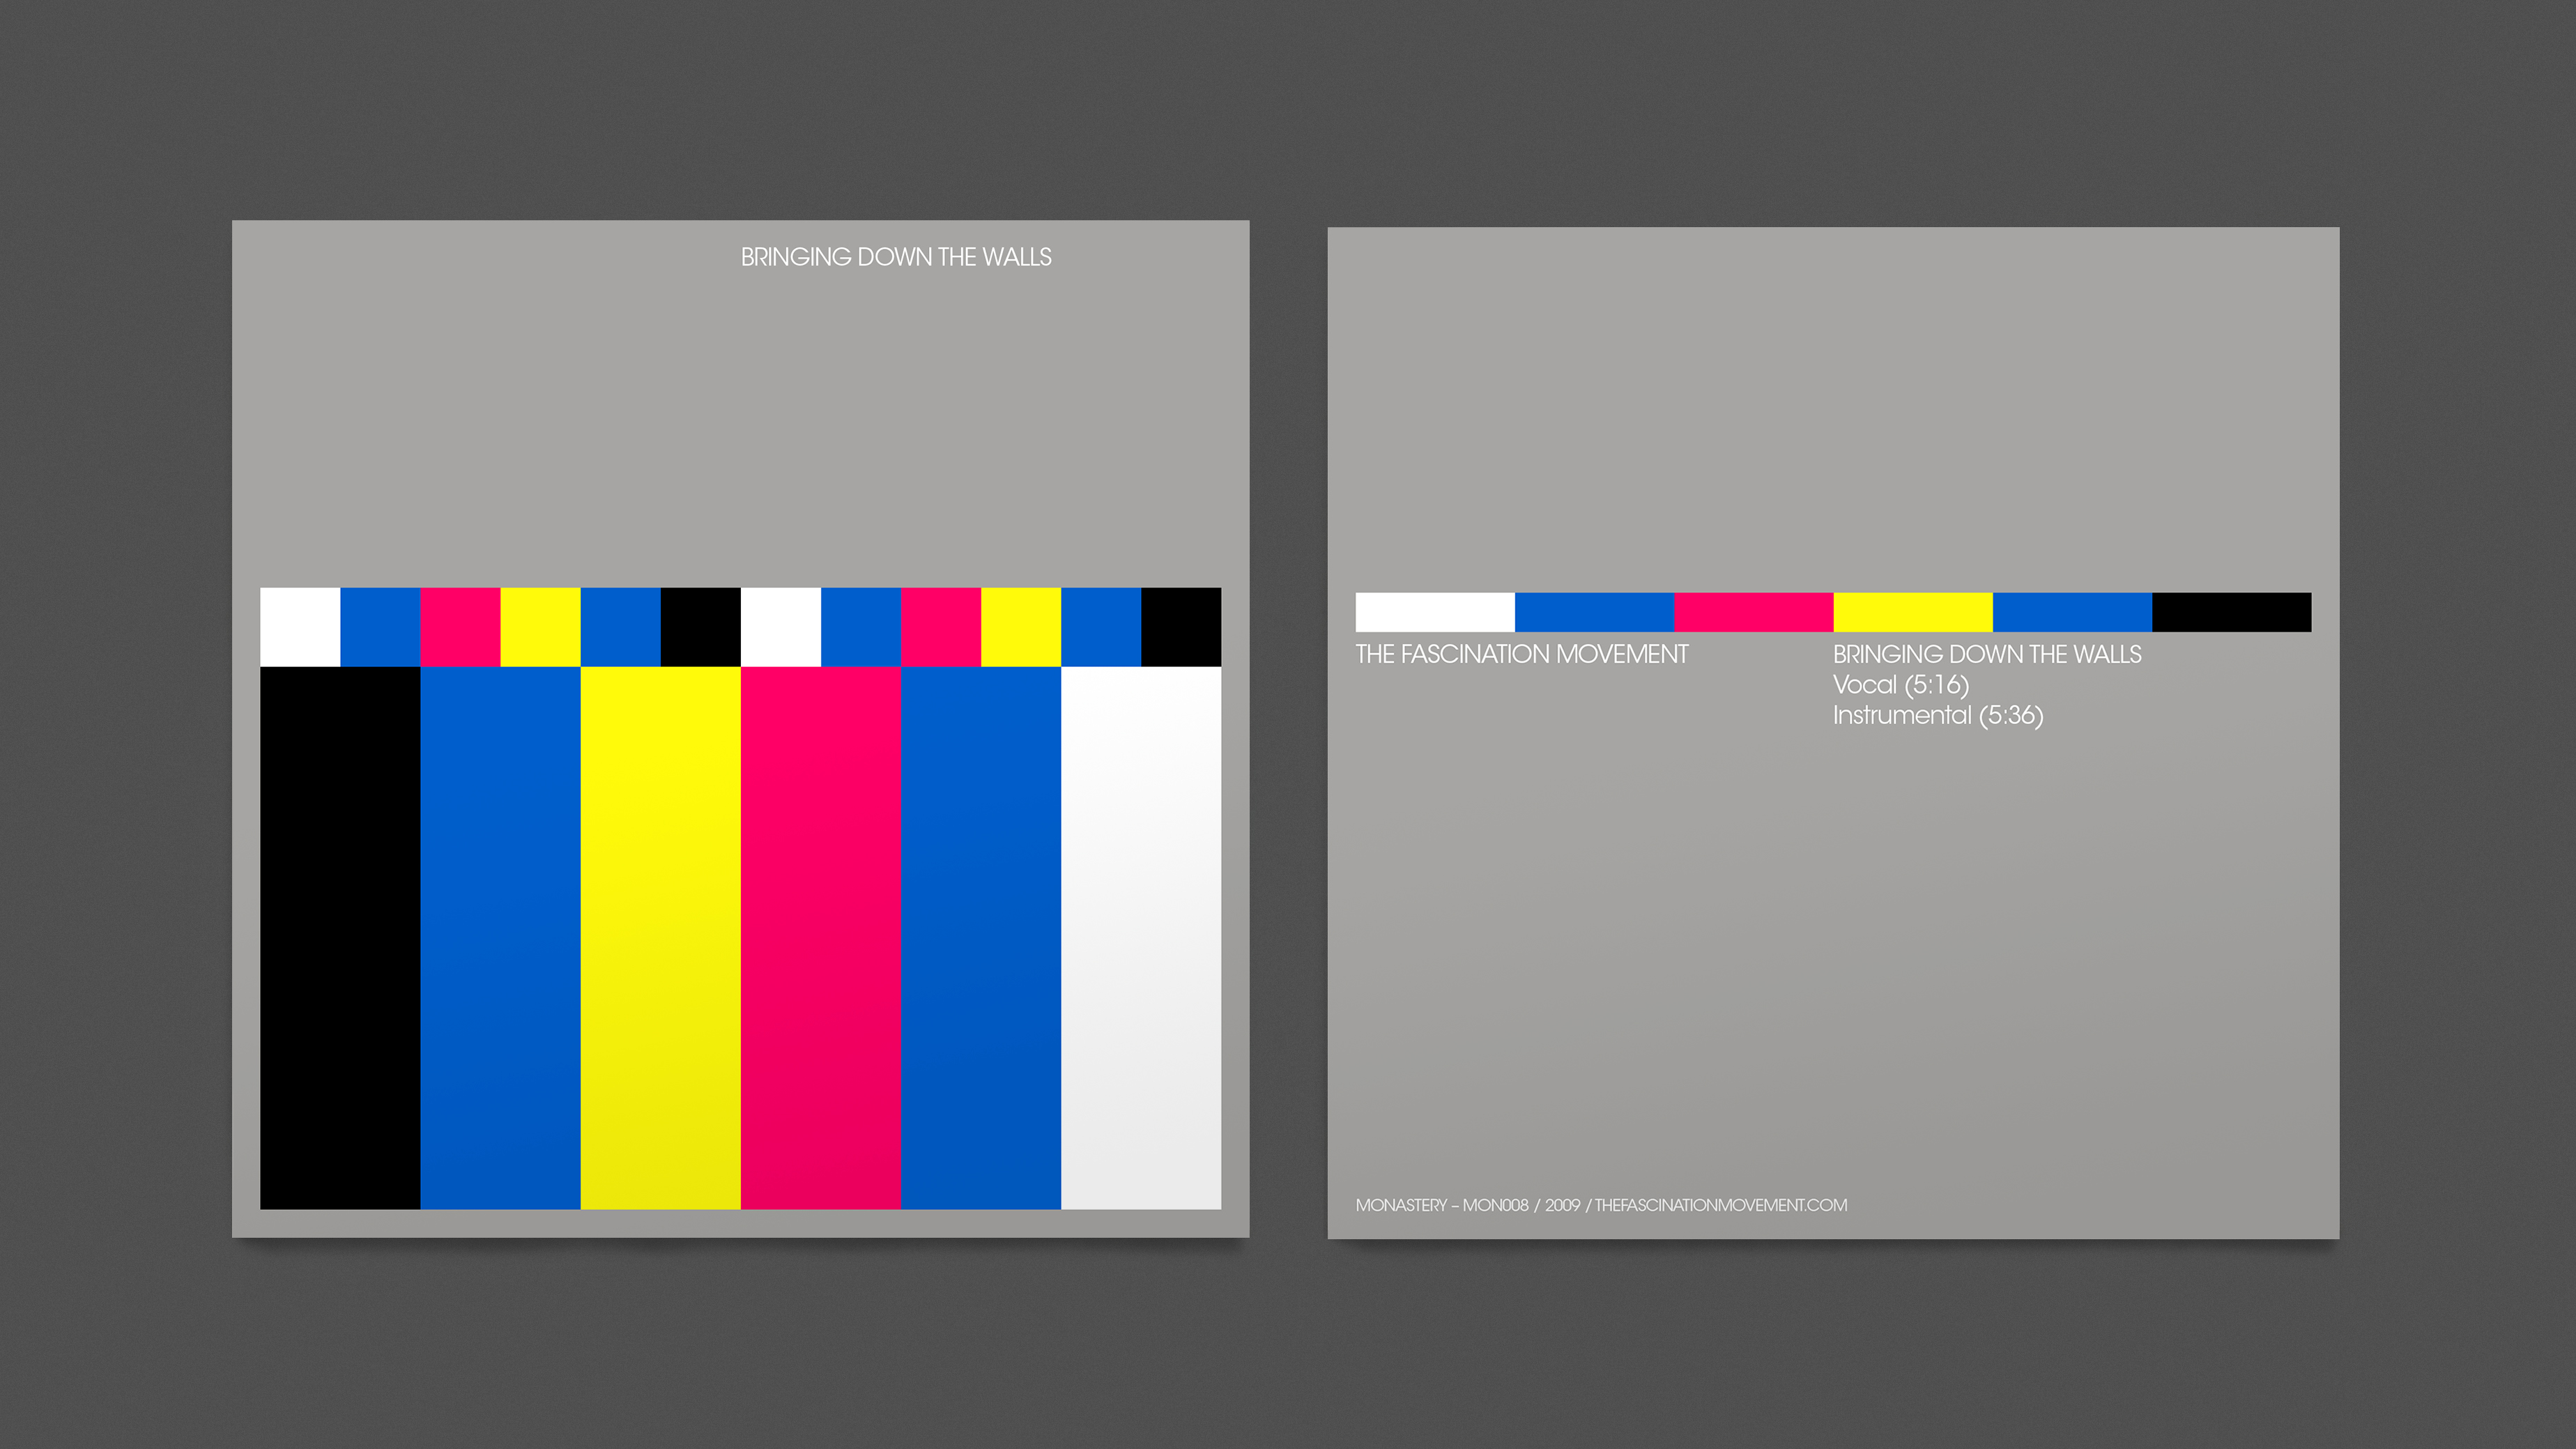 BRINGING DOWN THE WALLS
THE FASCINATION MOVEMENT
BRINGING DOWN THE WALLS
Vocal (5:16)
Instrumental (5:36)
MONASTERY – MON008 / 2009 / THEFASCINATIONMOVEMENT.COM